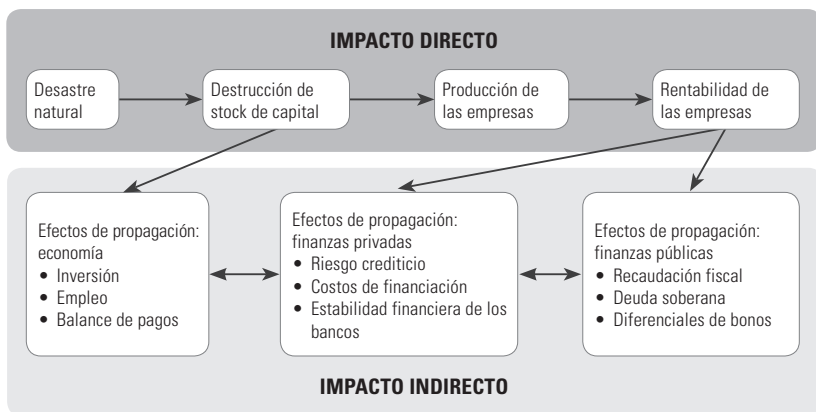 IMPACTO DIRECTO
Desastre
natural
Destrucción de
stock de capital
Producción de
las empresas
Rentabilidad de
las empresas
Efectos de propagación:
economía
• Inversión
• Empleo
• Balance de pagos
Efectos de propagación:
finanzas privadas
• Riesgo crediticio
• Costos de financiación
• Estabilidad financiera de los
bancos
Efectos de propagación:
finanzas públicas
• Recaudación fiscal
• Deuda soberana
• Diferenciales de bonos
IMPACTO INDIRECTO